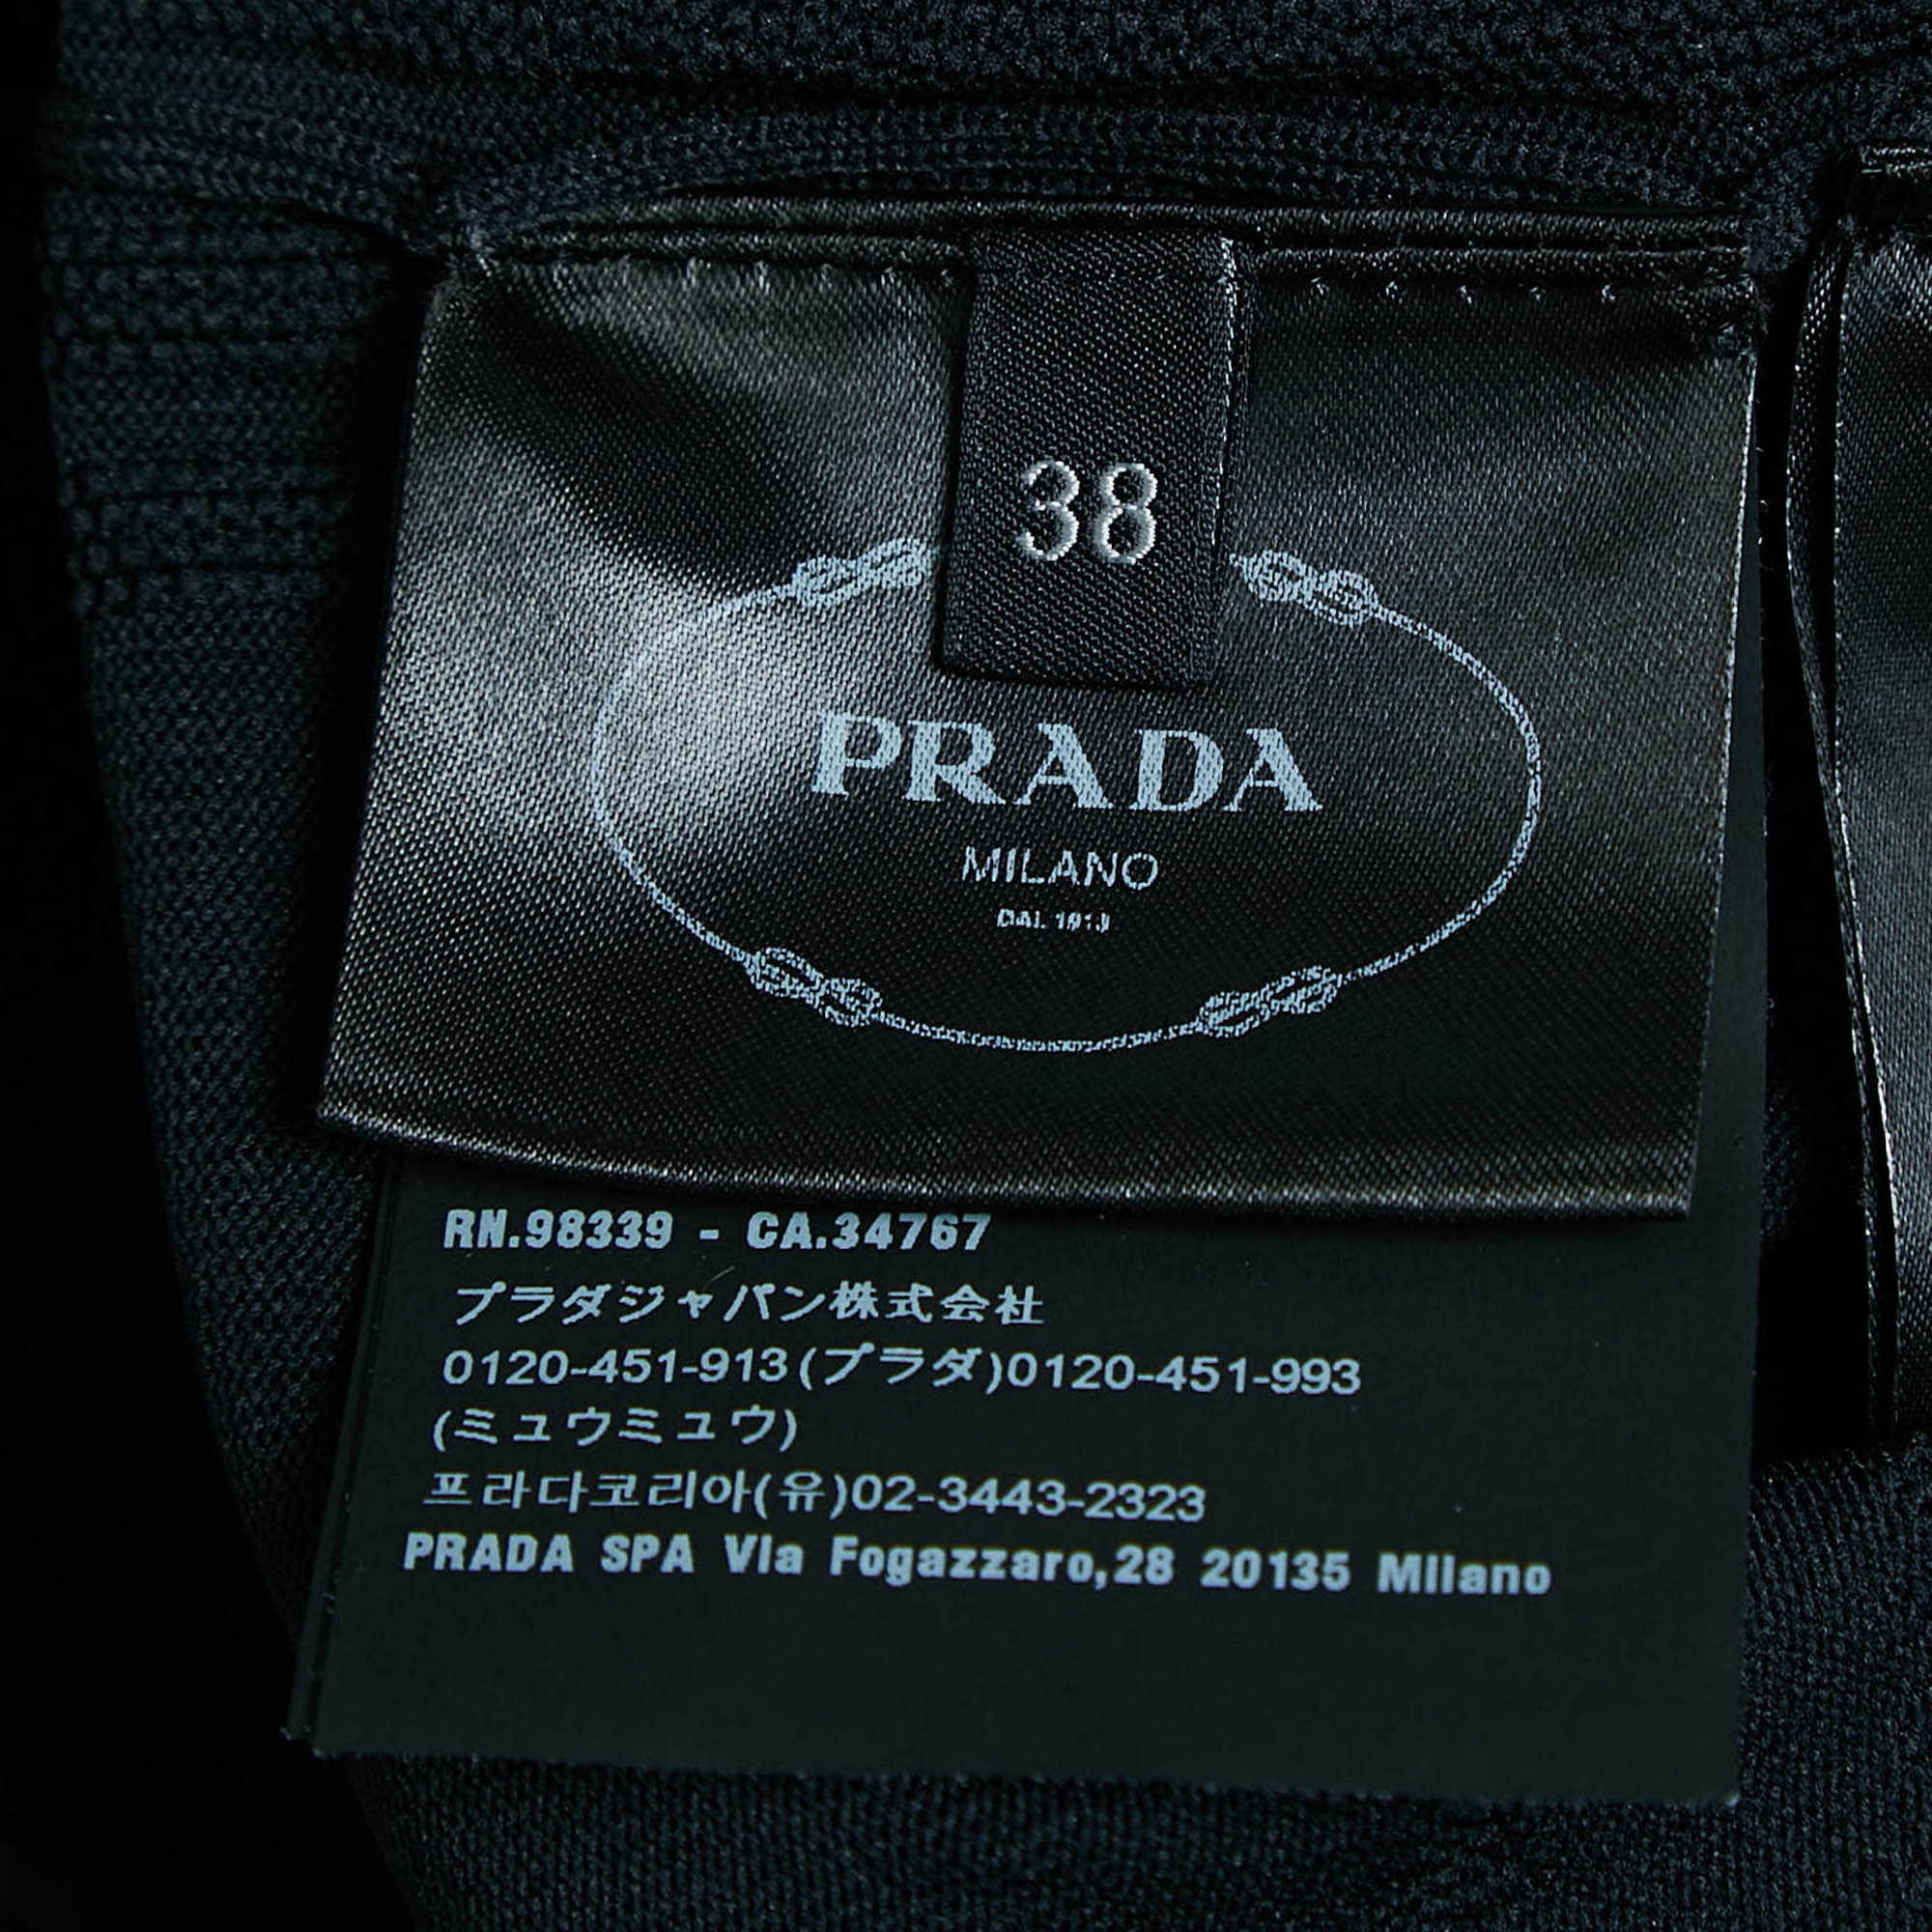 38
PRADA
MILANO
DAL 1913
RN.98339 - CA.34767
プラダジャパン株式会社
0120-451-913(プラダ)0120-451-993
(ミュウミュウ)
프라다코리아(유)02-3443-2323
PRADA SPA Via Fogazzaro,28 20135 Milano